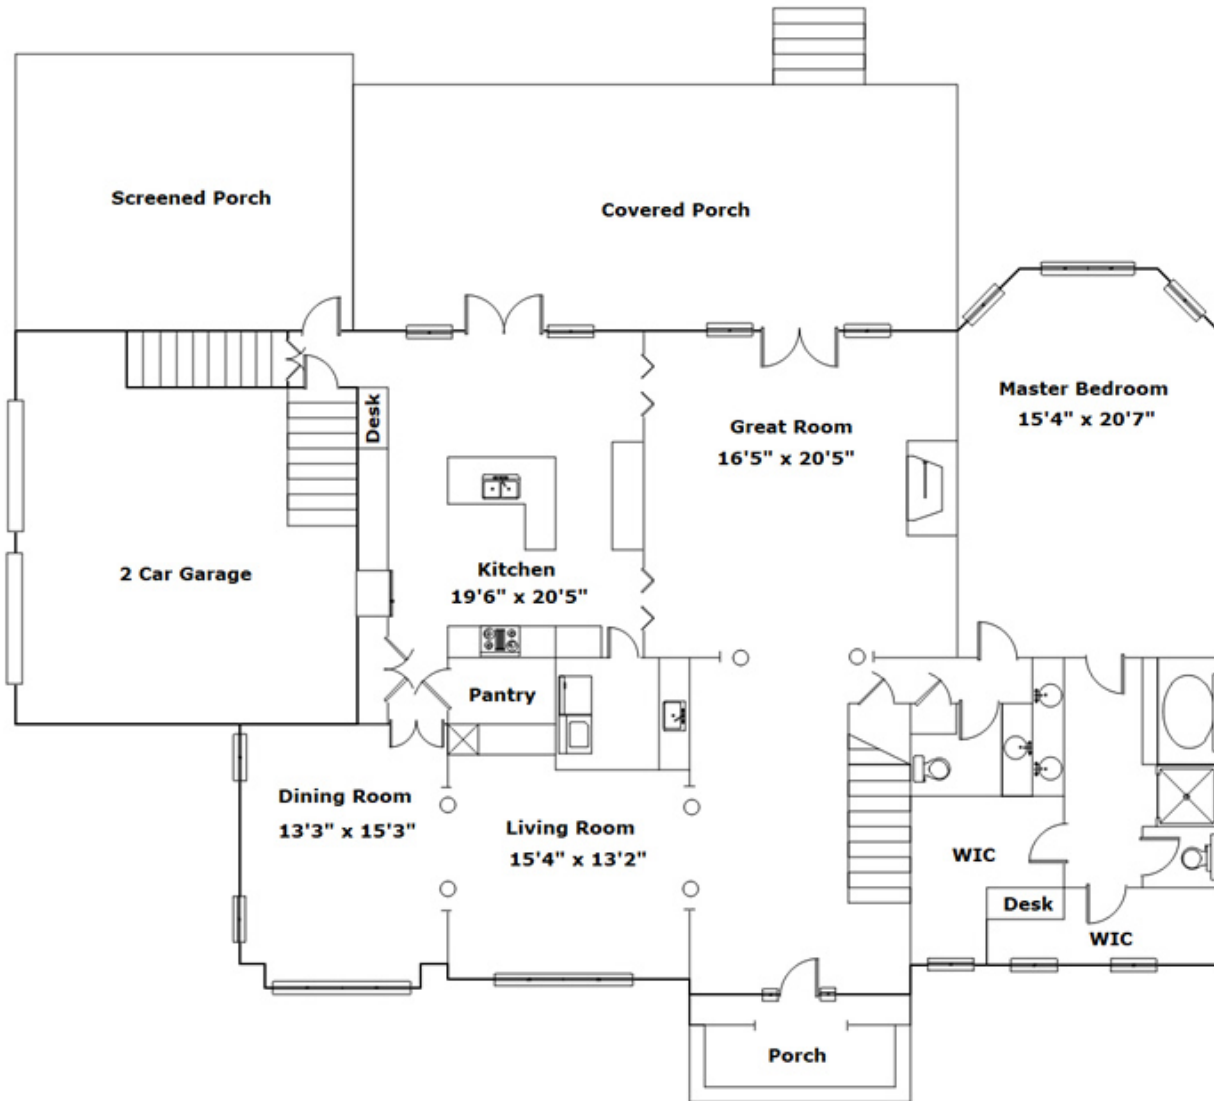 Screened Porch
Covered Porch
Master Bedroom
15'4" x 20'7"
Desk
Great Room
16'5" x 20'5"
2 Car Garage
Kitchen
19'6" x 20'5"
Pantry
Dining Room
13'3" x 15'3"
Living Room
15'4" x 13'2"
WIC
Desk
WIC
Porch